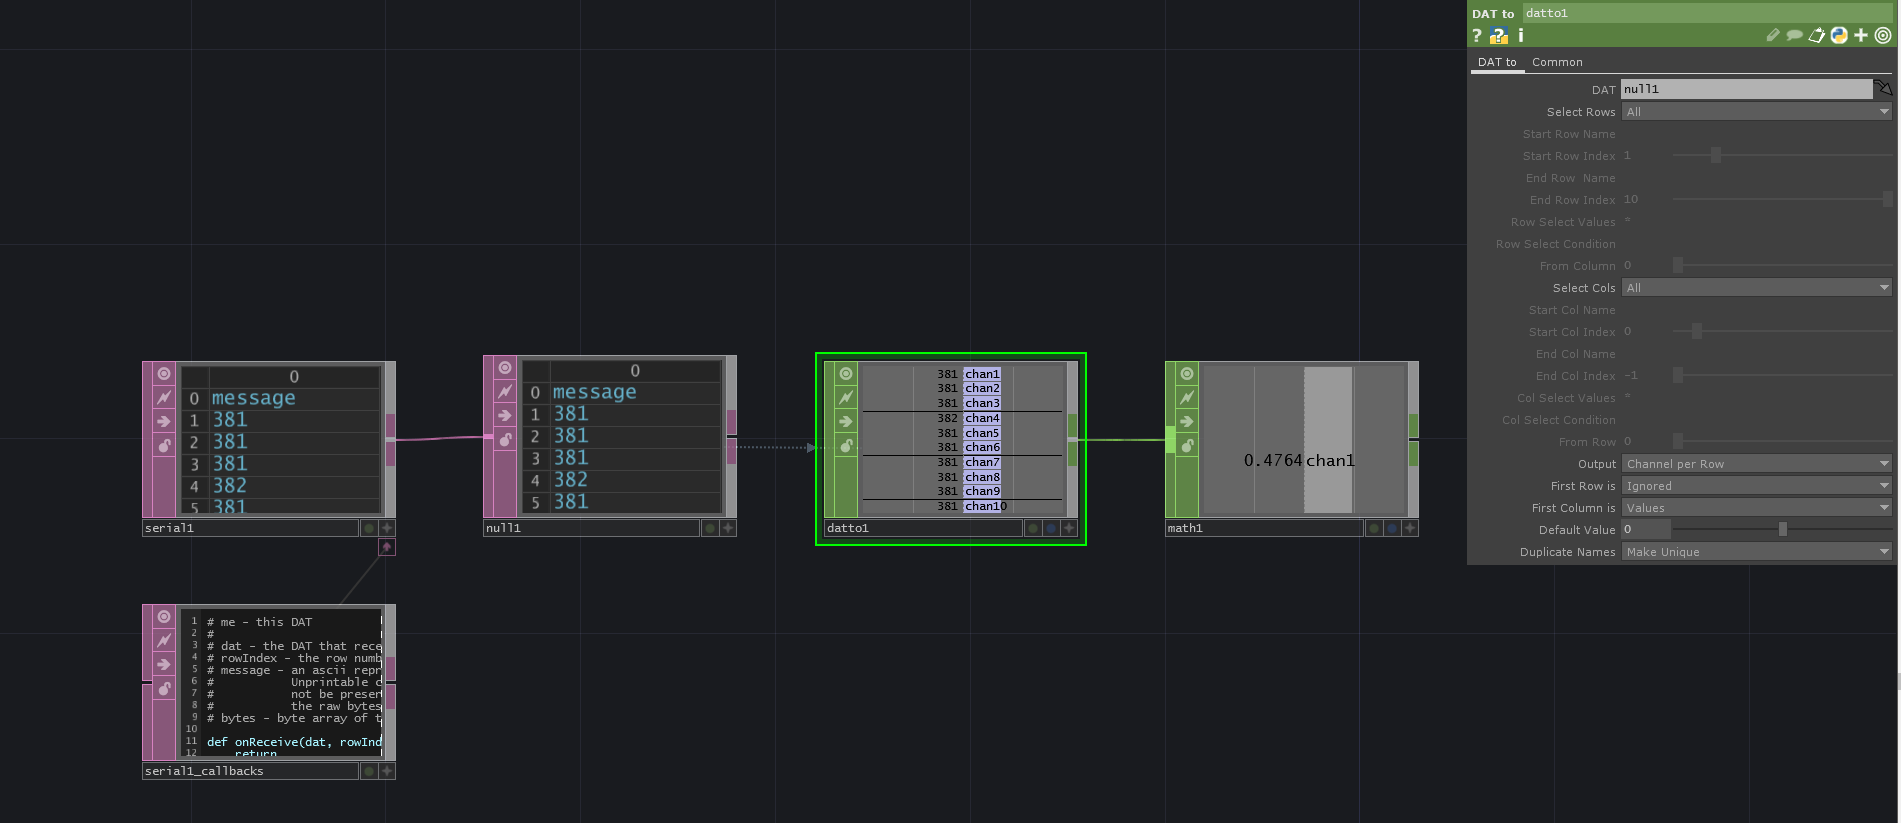 DAT to datto1
? ? i
DAT to Common
DAT null1
Select Rows All
Start Row Name
Start Row Index 1
End Row Name
End Row Index 10
Row Select Values *
Row Select Condition
From Column 0
Select Cols All
Start Col Name
Start Col Index 0
End Col Name
End Col Index -1
Col Select Values *
Col Select Condition
From Row 0
Output Channel per Row
First Row is Ignored
First Column is Values
Default Value 0
Duplicate Names Make Unique
0
0 message
1 381
2 381
3 381
4 382
5 381
serial1
0
0 message
1 381
2 381
3 381
4 382
5 381
null1
381 chan1
381 chan2
381 chan3
382 chan4
381 chan5
381 chan6
381 chan7
381 chan8
381 chan9
381 chan10
datto1
0.4764 chan1
math1
1 # me - this DAT
2 #
3 # dat - the DAT that rece
4 # rowIndex - the row numb
5 # message - an ascii repr
6 # Unprintable c
7 # not be presen
8 # the raw bytes
9 # bytes - byte array of t
10
11 def onReceive(dat, rowInd
12 return
serial1_callbacks